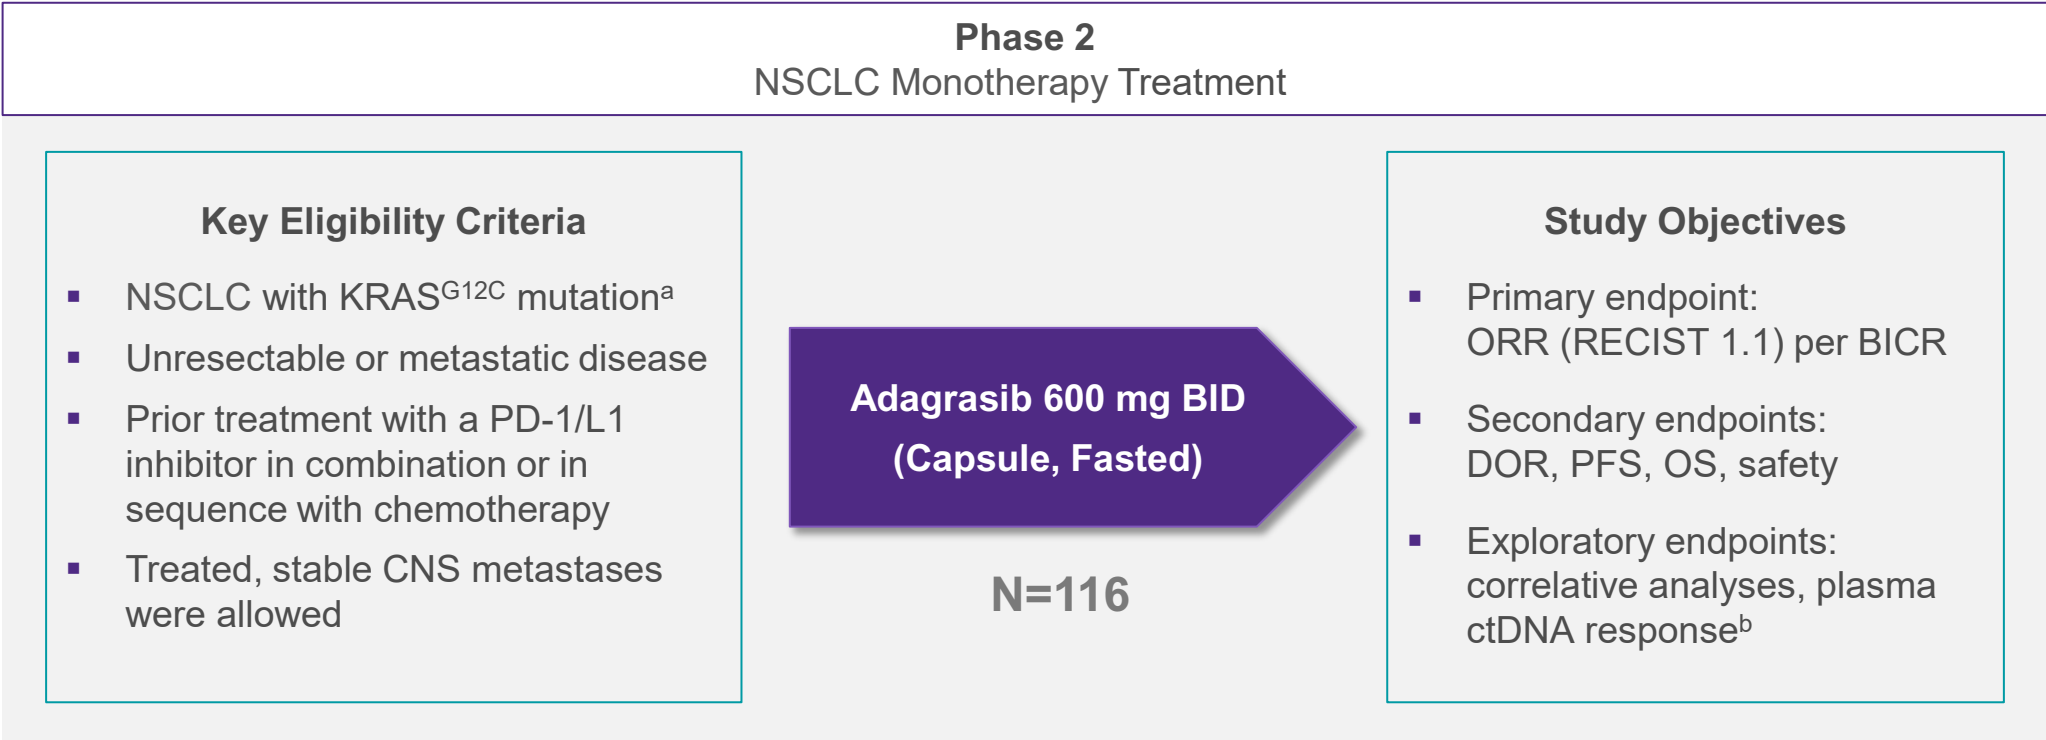 Phase 2
NSCLC Monotherapy Treatment
Key Eligibility Criteria
▪ NSCLC with KRASG12C mutationa
▪ Unresectable or metastatic disease
▪ Prior treatment with a PD-1/L1
inhibitor in combination or in
sequence with chemotherapy
▪ Treated, stable CNS metastases
were allowed
Adagrasib 600 mg BID
(Capsule, Fasted)
N=116
Study Objectives
▪ Primary endpoint:
ORR (RECIST 1.1) per BICR
▪ Secondary endpoints:
DOR, PFS, OS, safety
▪ Exploratory endpoints:
correlative analyses, plasma
ctDNA responseb